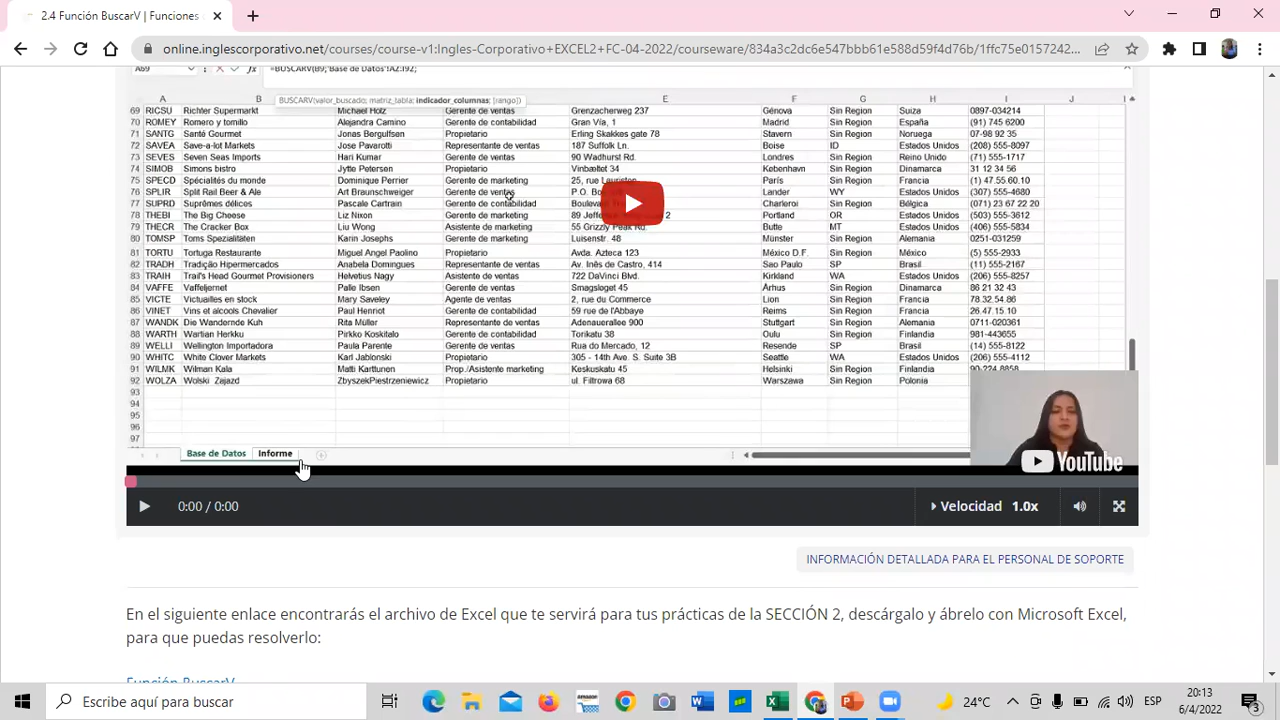 2.4 Función BuscarV | Funciones
online.inglescorporativo.net/courses/course-v1:Ingles-Corporativo+EXCEL2+FC-04-2022/courseware/
A69 fx =BUSCARV(B9;'Base de Datos'!A2:I92;
BUSCARV(valor_buscado; matriz_tabla; indicador_columnas; [rango])
A B E F G H I J
69 RICSU Richter Supermarkt Michael Holz Gerente de ventas Grenzacherweg 237 Génova Sin Region Suiza 0897-034214
70 ROMEY Romero y tomillo Alejandra Camino Gerente de contabilidad Gran Vía, 1 Madrid Sin Region España (91) 745 6200
71 SANTG Santé Gourmet Jonas Bergulfsen Propietario Erling Skakkes gate 78 Stavern Sin Region Noruega 07-98 92 35
72 SAVEA Save-a-lot Markets Jose Pavarotti Representante de ventas 187 Suffolk Ln. Boise ID Estados Unidos (208) 555-8097
73 SEVES Seven Seas Imports Hari Kumar Gerente de ventas 90 Wadhurst Rd. Londres Sin Region Reino Unido (71) 555-1717
74 SIMOB Simons bistro Jytte Petersen Propietario Vinbæltet 34 København Sin Region Dinamarca 31 12 34 56
75 SPECD Spécialités du monde Dominique Perrier Gerente de marketing 25, rue Lauriston París Sin Region Francia (1) 47.55.60.10
76 SPLIR Split Rail Beer & Ale Art Braunschweiger Gerente de ventas P.O. Lander WY Estados Unidos (307) 555-4680
77 SUPRD Suprêmes délices Pascale Cartrain Gerente de contabilidad Charleroi Sin Region Bélgica (071) 23 67 22 20
78 THEBI The Big Cheese Liz Nixon Gerente de marketing 89 2 Portland OR Estados Unidos (503) 555-3612
79 THECR The Cracker Box Liu Wong Asistente de marketing 55 Grizzly Peak Rd. Butte MT Estados Unidos (406) 555-5834
80 TOMSP Toms Spezialitäten Karin Josephs Gerente de marketing Luisenstr. 48 Münster Sin Region Alemania 0251-031259
81 TORTU Tortuga Restaurante Miguel Angel Paolino Propietario Avda. Azteca 123 México D.F. Sin Region México (5) 555-2933
82 TRADH Tradição Hipermercados Anabela Domingues Representante de ventas Av. Inês de Castro, 414 Sao Paulo SP Brasil (11) 555-2167
83 TRAIH Trail's Head Gourmet Provisioners Helvetius Nagy Asistente de ventas 722 DaVinci Blvd. Kirkland WA Estados Unidos (206) 555-8257
84 VAFFE Vaffeljernet Palle Ibsen Gerente de ventas Smagsløget 45 Århus Sin Region Dinamarca 86 21 32 43
85 VICTE Victuailles en stock Mary Saveley Agente de ventas 2, rue du Commerce Lion Sin Region Francia 78.32.54.86
86 VINET Vins et alcools Chevalier Paul Henriot Gerente de contabilidad 59 rue de l'Abbaye Reims Sin Region Francia 26.47.15.10
87 WANDK Die Wandernde Kuh Rita Müller Representante de ventas Adenauerallee 900 Stuttgart Sin Region Alemania 0711-020361
88 WARTH Wartian Herkku Pirkko Koskitalo Gerente de contabilidad Torikatu 38 Oulu Sin Region Finlandia 981-443655
89 WELLI Wellington Importadora Paula Parente Gerente de ventas Rua do Mercado, 12 Resende SP Brasil (14) 555-8122
90 WHITC White Clover Markets Karl Jablonski Propietario 305 - 14th Ave. S. Suite 3B Seattle WA Estados Unidos (206) 555-4112
91 WILMK Wilman Kala Matti Karttunen Prop./Asistente marketing Keskuskatu 45 Helsinki Sin Region Finlandia 90-224 8858
92 WOLZA Wolski Zajazd ZbyszekPiestrzeniewicz Propietario ul. Filtrowa 68 Warszawa Sin Region Polonia
93
94
95
96
97
Base de Datos Informe
YouTube
0:00 / 0:00 Velocidad 1.0x
INFORMACIÓN DETALLADA PARA EL PERSONAL DE SOPORTE
En el siguiente enlace encontrarás el archivo de Excel que te servirá para tus prácticas de la SECCIÓN 2, descárgalo y ábrelo con Microsoft Excel,
para que puedas resolverlo:
Función BuscarV
Escribe aquí para buscar 24°C ESP 20:13
6/4/2022 3